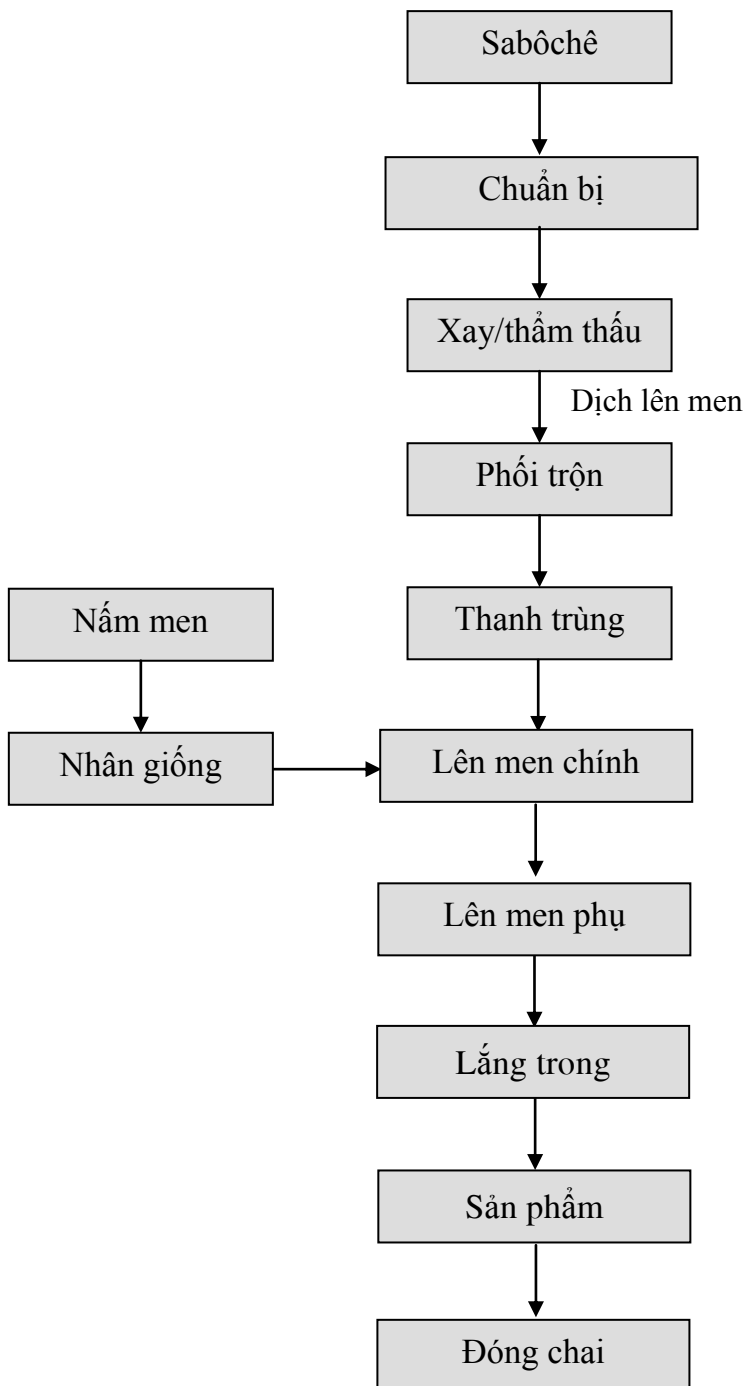 Sabôchê
Chuẩn bị
Xay/thẩm thấu
Dịch lên men
Phối trộn
Nấm men
Thanh trùng
Nhân giống
Lên men chính
Lên men phụ
Lắng trong
Sản phẩm
Đóng chai